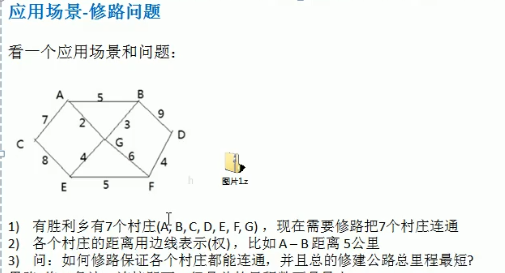 应用场景-修路问题
看一个应用场景和问题：
A 5 B
7 2 3 9
C G D
8 4 6 4
E 5 F
图片1.z
1) 有胜利乡有7个村庄(A, B, C, D, E, F, G)，现在需要修路把7个村庄连通
2) 各个村庄的距离用边线表示(权)，比如 A – B 距离 5公里
3) 问：如何修路保证各个村庄都能连通，并且总的修建公路总里程最短？